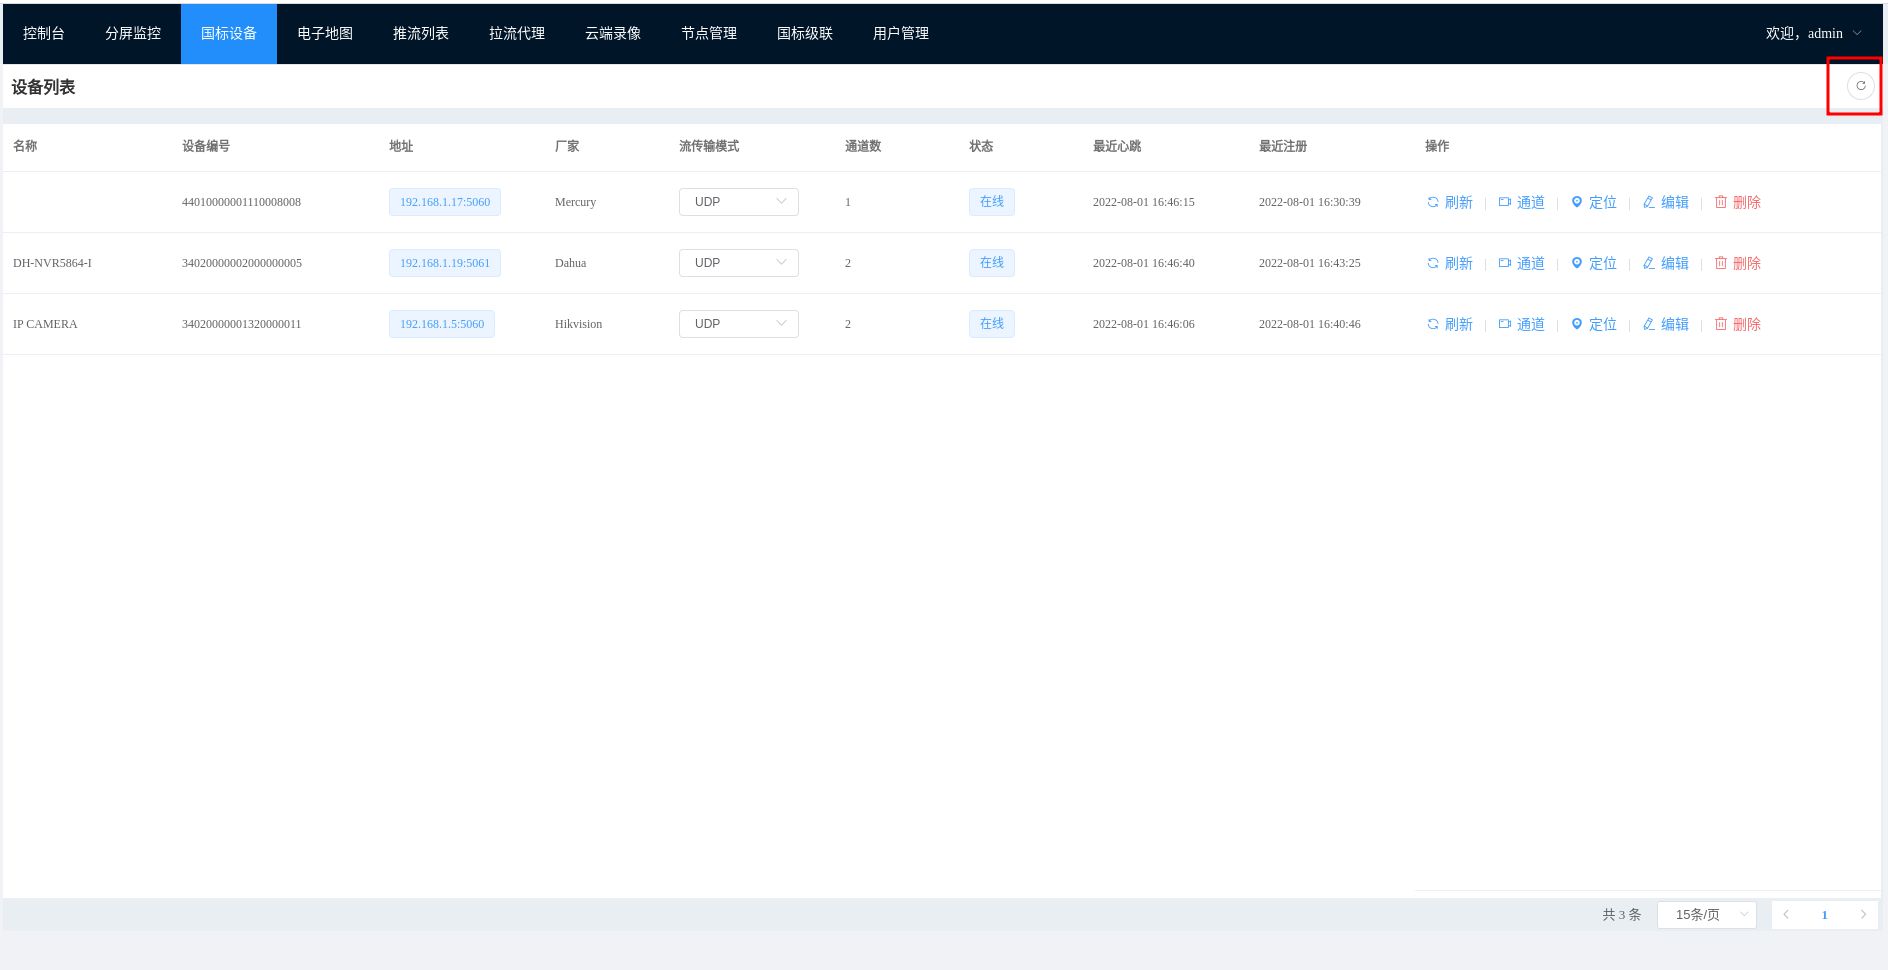 控制台 分屏监控 国标设备 电子地图 推流列表 拉流代理 云端录像 节点管理 国标级联 用户管理 欢迎，admin
设备列表
名称 设备编号 地址 厂家 流传输模式 通道数 状态 最近心跳 最近注册 操作
44010000001110008008 192.168.1.17:5060 Mercury UDP 1 在线 2022-08-01 16:46:15 2022-08-01 16:30:39 刷新 | 通道 | 定位 | 编辑 | 删除
DH-NVR5864-I 34020000002000000005 192.168.1.19:5061 Dahua UDP 2 在线 2022-08-01 16:46:40 2022-08-01 16:43:25 刷新 | 通道 | 定位 | 编辑 | 删除
IP CAMERA 34020000001320000011 192.168.1.5:5060 Hikvision UDP 2 在线 2022-08-01 16:46:06 2022-08-01 16:40:46 刷新 | 通道 | 定位 | 编辑 | 删除
共 3 条 15条/页 1